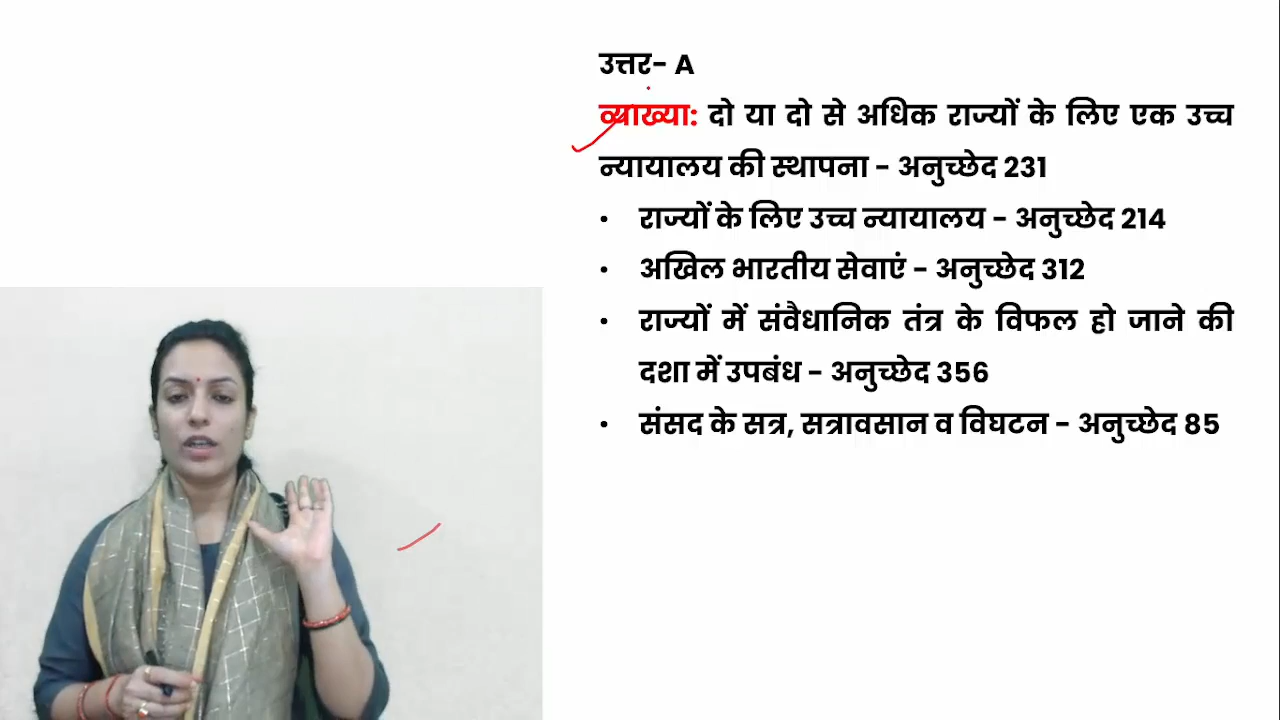 उत्तर- A
व्याख्या: दो या दो से अधिक राज्यों के लिए एक उच्च
न्यायालय की स्थापना - अनुच्छेद 231
• राज्यों के लिए उच्च न्यायालय - अनुच्छेद 214
• अखिल भारतीय सेवाएं - अनुच्छेद 312
• राज्यों में संवैधानिक तंत्र के विफल हो जाने की
दशा में उपबंध - अनुच्छेद 356
• संसद के सत्र, सत्रावसान व विघटन - अनुच्छेद 85